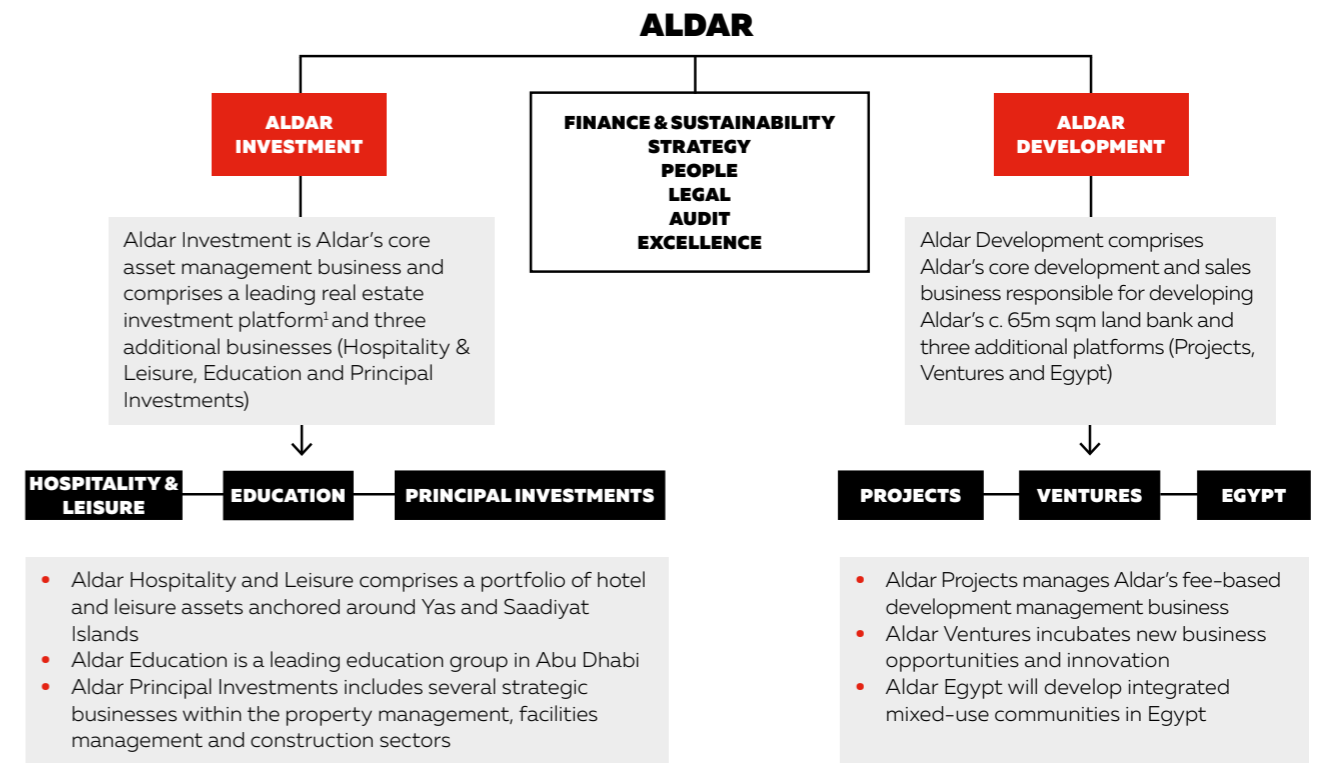 ALDAR
ALDAR
INVESTMENT
FINANCE & SUSTAINABILITY
STRATEGY
PEOPLE
LEGAL
AUDIT
EXCELLENCE
ALDAR
DEVELOPMENT
Aldar Investment is Aldar's core
asset management business and
comprises a leading real estate
investment platform¹ and three
additional businesses (Hospitality &
Leisure, Education and Principal
Investments)
Aldar Development comprises
Aldar's core development and sales
business responsible for developing
Aldar's c. 65m sqm land bank and
three additional platforms (Projects,
Ventures and Egypt)
HOSPITALITY &
LEISURE
EDUCATION
PRINCIPAL INVESTMENTS
PROJECTS
VENTURES
EGYPT
• Aldar Hospitality and Leisure comprises a portfolio of hotel
and leisure assets anchored around Yas and Saadiyat
Islands
• Aldar Education is a leading education group in Abu Dhabi
• Aldar Principal Investments includes several strategic
businesses within the property management, facilities
management and construction sectors
• Aldar Projects manages Aldar's fee-based
development management business
• Aldar Ventures incubates new business
opportunities and innovation
• Aldar Egypt will develop integrated
mixed-use communities in Egypt